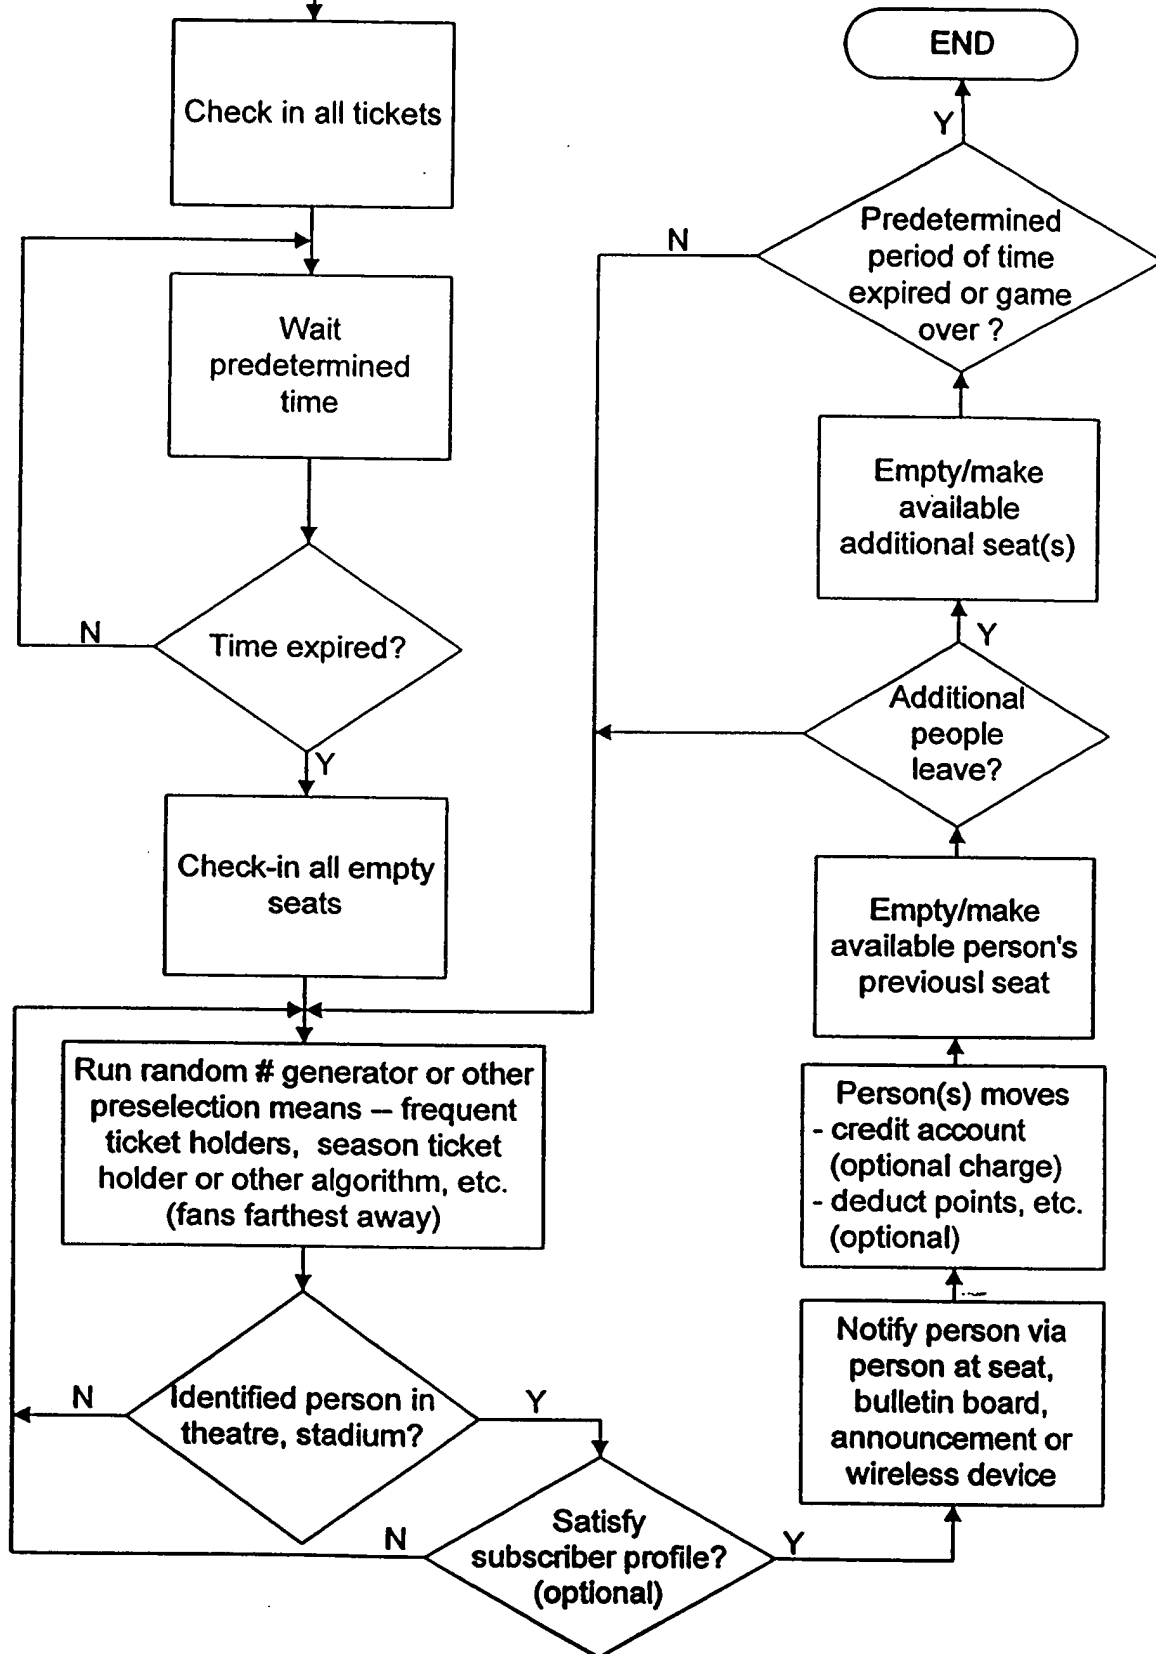 Check in all tickets
Wait
predetermined
time
N
Time expired?
Y
Check-in all empty
seats
Run random # generator or other
preselection means – frequent
ticket holders, season ticket
holder or other algorithm, etc.
(fans farthest away)
N
Identified person in
theatre, stadium?
Y
N
Satisfy
subscriber profile?
(optional)
Y
Notify person via
person at seat,
bulletin board,
announcement or
wireless device
Person(s) moves
- credit account
(optional charge)
- deduct points, etc.
(optional)
Empty/make
available person's
previousl seat
Additional
people
leave?
Y
Empty/make
available
additional seat(s)
Predetermined
period of time
expired or game
over ?
N
Y
END